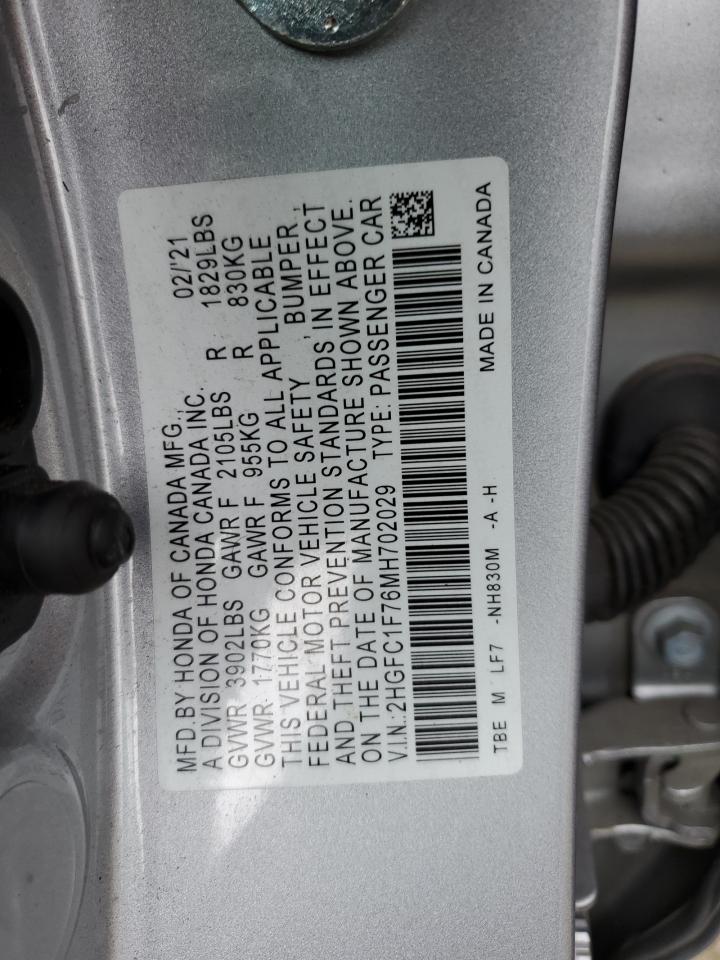 MFD.BY HONDA OF CANADA MFG., 02/'21
A DIVISION OF HONDA CANADA INC.
GVWR 3902LBS GAWR F 2105LBS R 1829LBS
GVWR 1770KG GAWR F 955KG R 830KG
THIS VEHICLE CONFORMS TO ALL APPLICABLE
FEDERAL MOTOR VEHICLE SAFETY , BUMPER ,
AND THEFT PREVENTION STANDARDS IN EFFECT
ON THE DATE OF MANUFACTURE SHOWN ABOVE.
V.I.N.:2HGFC1F76MH702029 TYPE: PASSENGER CAR
TBE M LF7 -NH830M -A -H MADE IN CANADA